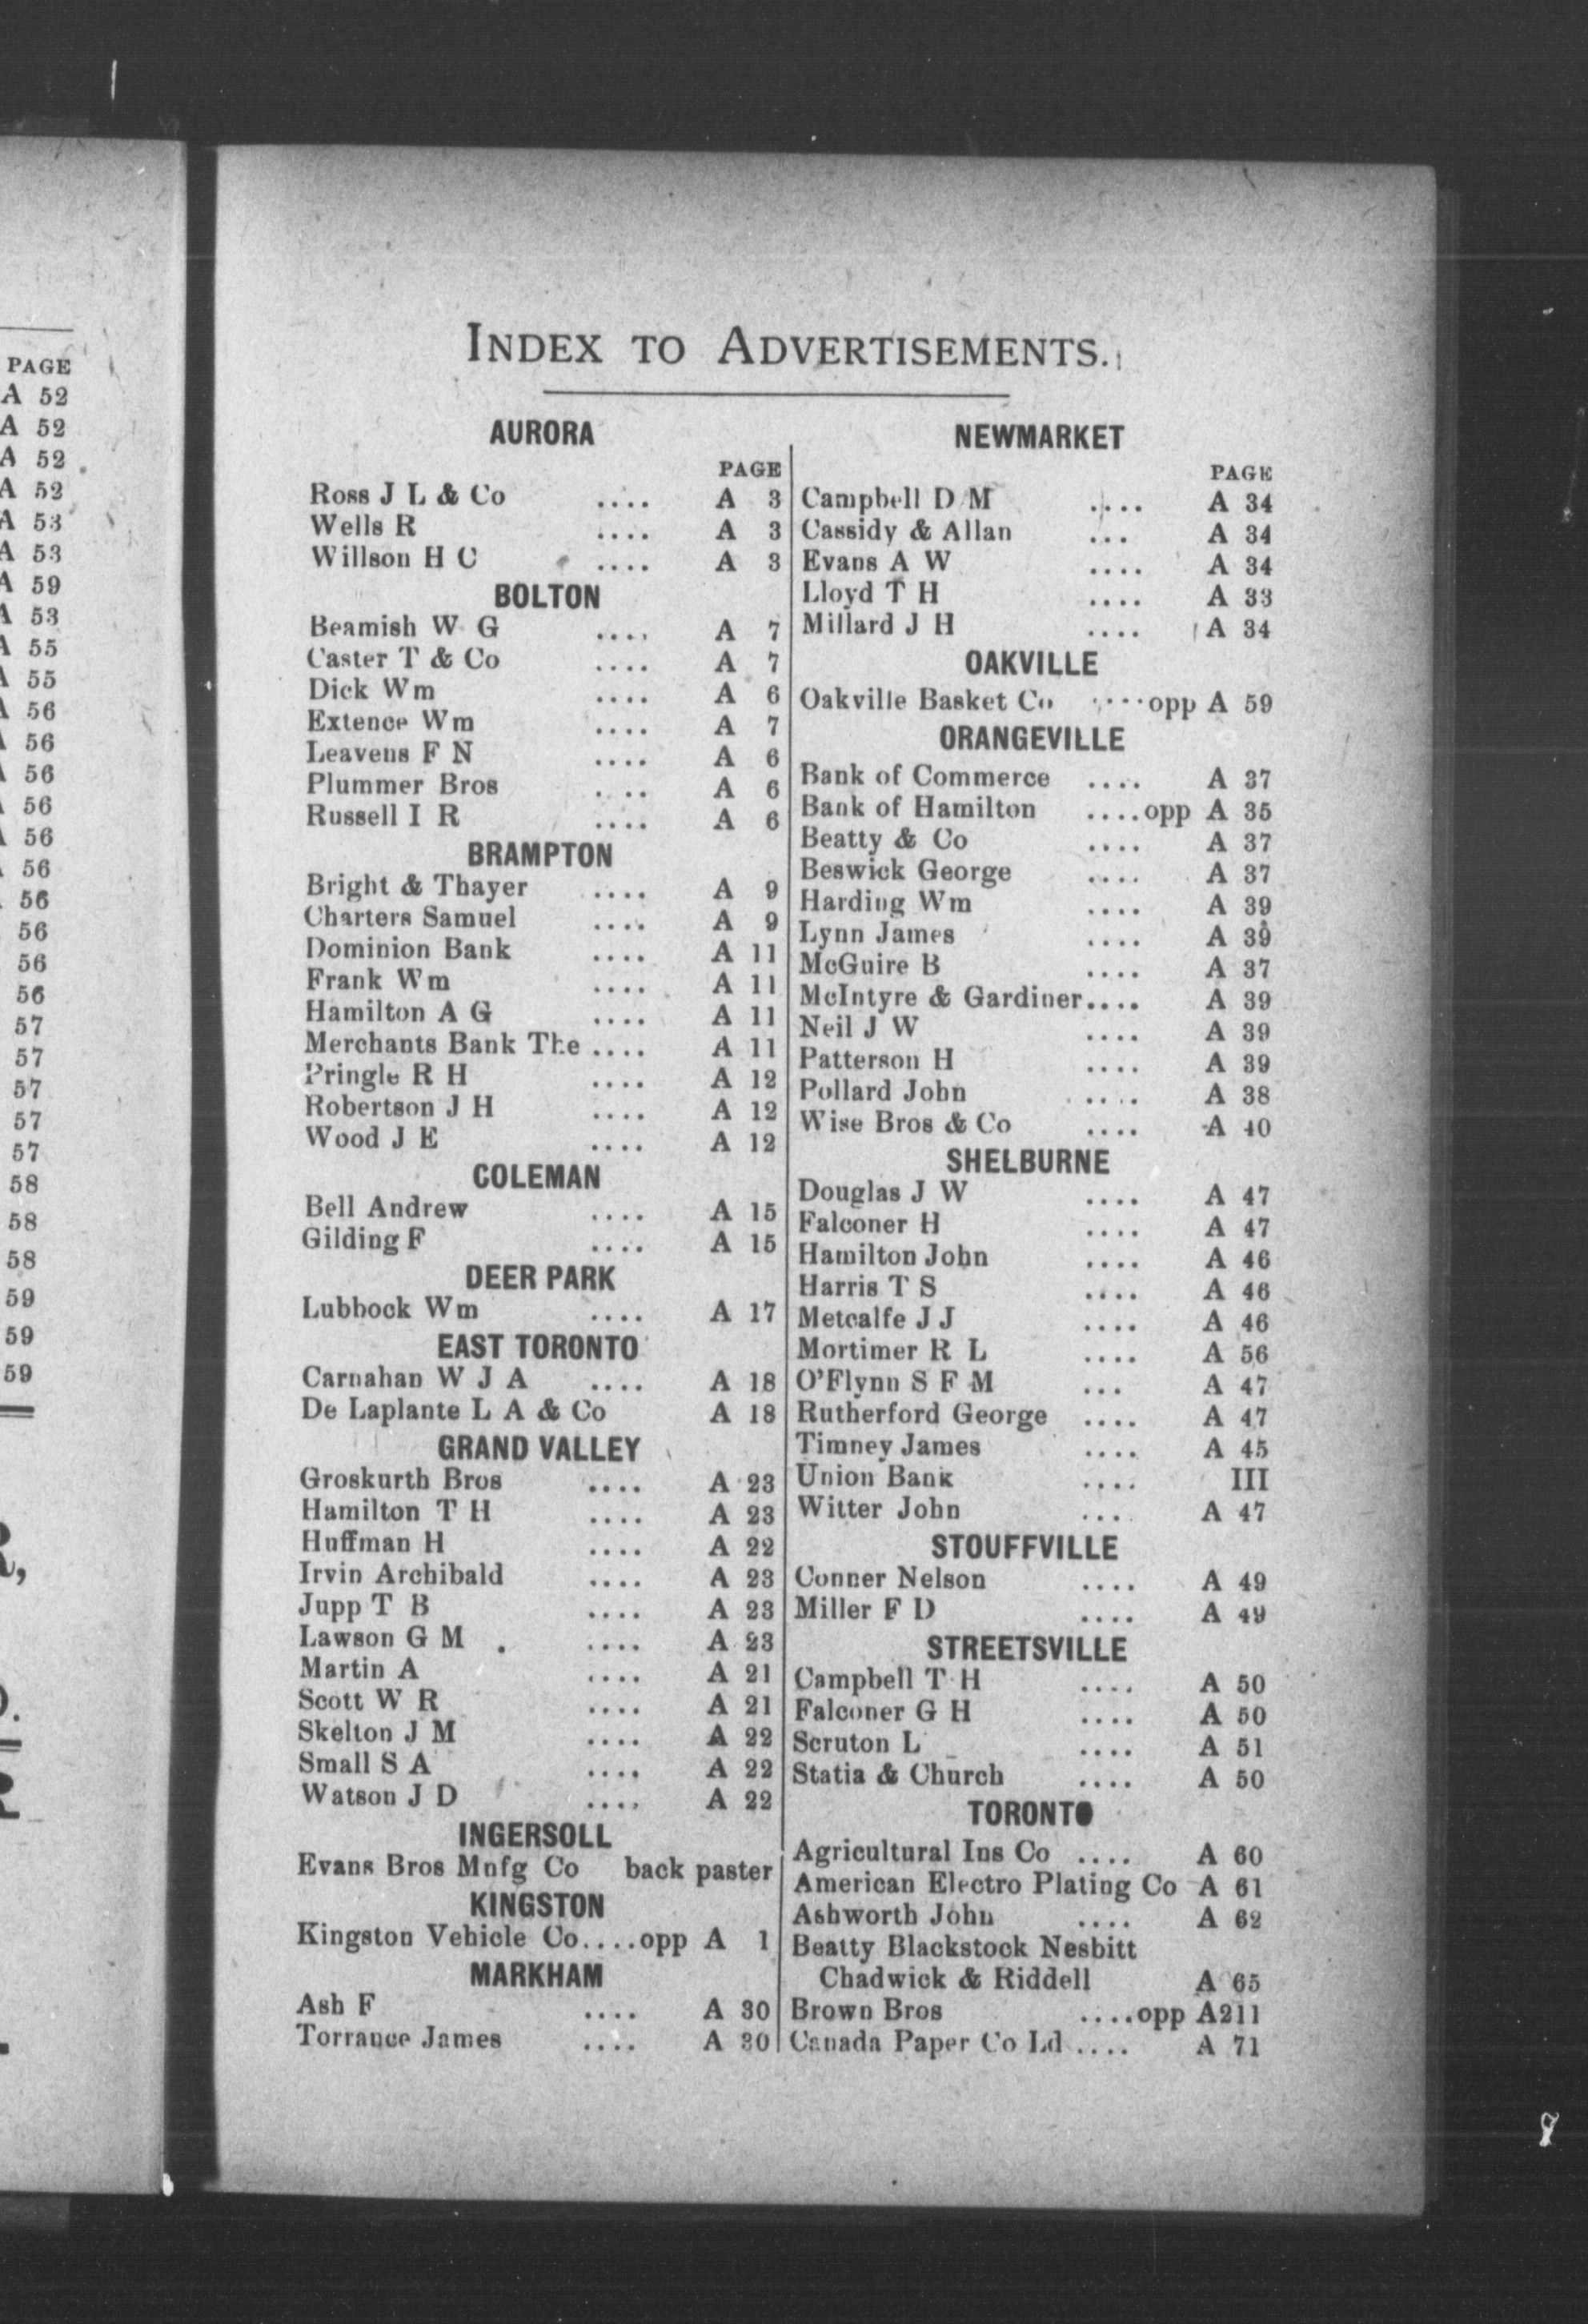 PAGE
A 52
A 52
A 52
A 52
A 53
A 53
A 59
A 53
A 55
A 55
A 56
A 56
A 56
56
A 56
56
56
56
56
56
57
57
57
57
57
58
58
58
59
59
59
INDEX TO ADVERTISEMENTS.
AURORA
PAGE
Ross J L & Co .... A 3
Wells R .... A 3
Willson H C .... A 3
BOLTON
Beamish W G .... A 7
Caster T & Co .... A 7
Dick Wm .... A 6
Extence Wm .... A 7
Leavens F N .... A 6
Plummer Bros .... A 6
Russell I R .... A 6
BRAMPTON
Bright & Thayer .... A 9
Charters Samuel .... A 9
Dominion Bank .... A 11
Frank Wm .... A 11
Hamilton A G .... A 11
Merchants Bank The .... A 11
Pringle R H .... A 12
Robertson J H .... A 12
Wood J E .... A 12
COLEMAN
Bell Andrew .... A 15
Gilding F .... A 15
DEER PARK
Lubbock Wm .... A 17
EAST TORONTO
Carnahan W J A .... A 18
De Laplante L A & Co A 18
GRAND VALLEY
Groskurth Bros .... A 23
Hamilton T H .... A 23
Huffman H .... A 22
Irvin Archibald .... A 23
Jupp T B .... A 23
Lawson G M .... A 23
Martin A .... A 21
Scott W R .... A 21
Skelton J M .... A 22
Small S A .... A 22
Watson J D .... A 22
INGERSOLL
Evans Bros Mnfg Co back paster
KINGSTON
Kingston Vehicle Co....opp A 1
MARKHAM
Ash F .... A 30
Torrance James .... A 30
NEWMARKET
PAGE
Campbell D M .... A 34
Cassidy & Allan ... A 34
Evans A W .... A 34
Lloyd T H .... A 33
Millard J H .... A 34
OAKVILLE
Oakville Basket Co ....opp A 59
ORANGEVILLE
Bank of Commerce .... A 37
Bank of Hamilton ....opp A 35
Beatty & Co .... A 37
Beswick George .... A 37
Harding Wm .... A 39
Lynn James .... A 39
McGuire B .... A 37
McIntyre & Gardiner.... A 39
Neil J W .... A 39
Patterson H .... A 39
Pollard John .... A 38
Wise Bros & Co .... A 40
SHELBURNE
Douglas J W .... A 47
Falconer H .... A 47
Hamilton John .... A 46
Harris T S .... A 46
Metcalfe J J .... A 46
Mortimer R L .... A 56
O'Flynn S F M ... A 47
Rutherford George .... A 47
Timney James .... A 45
Union Bank .... III
Witter John .... A 47
STOUFFVILLE
Conner Nelson .... A 49
Miller F D .... A 49
STREETSVILLE
Campbell T H .... A 50
Falconer G H .... A 50
Scruton L .... A 51
Statia & Church .... A 50
TORONTO
Agricultural Ins Co .... A 60
American Electro Plating Co A 61
Ashworth John .... A 62
Beatty Blackstock Nesbitt
Chadwick & Riddell A 65
Brown Bros ....opp A211
Canada Paper Co Ld .... A 71